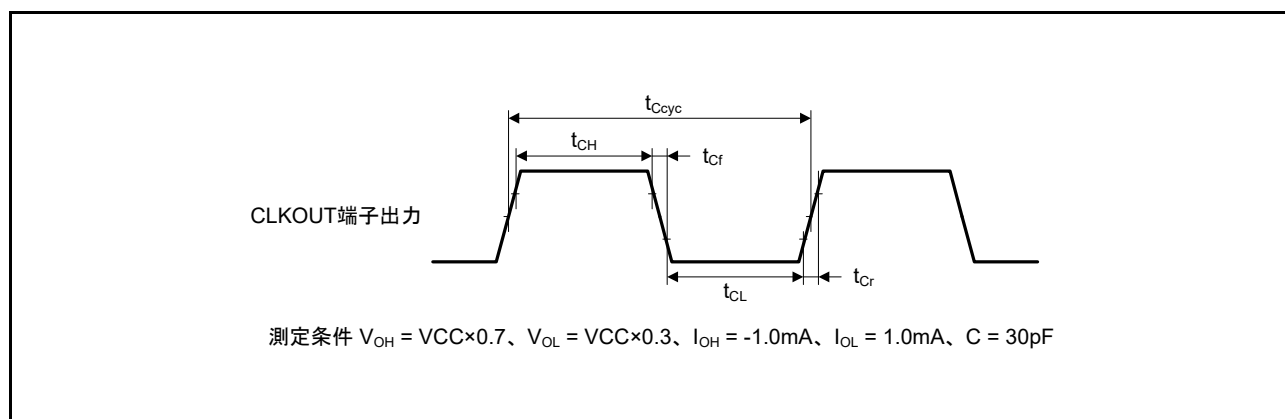 tCcyc
tCH
tCf
CLKOUT端子出力
tCL
tCr
測定条件 VOH = VCC×0.7、VOL = VCC×0.3、IOH = -1.0mA、IOL = 1.0mA、C = 30pF